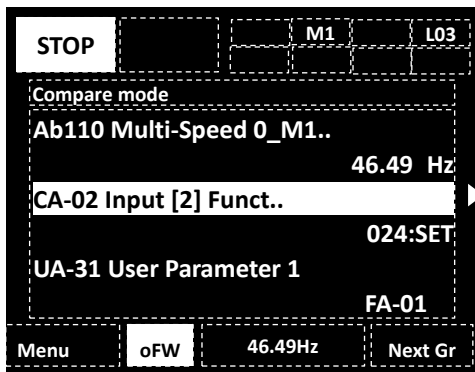 STOP M1 L03
Compare mode
Ab110 Multi-Speed 0_M1..
46.49 Hz
CA-02 Input [2] Funct..
024:SET
UA-31 User Parameter 1
FA-01
Menu oFW 46.49Hz Next Gr